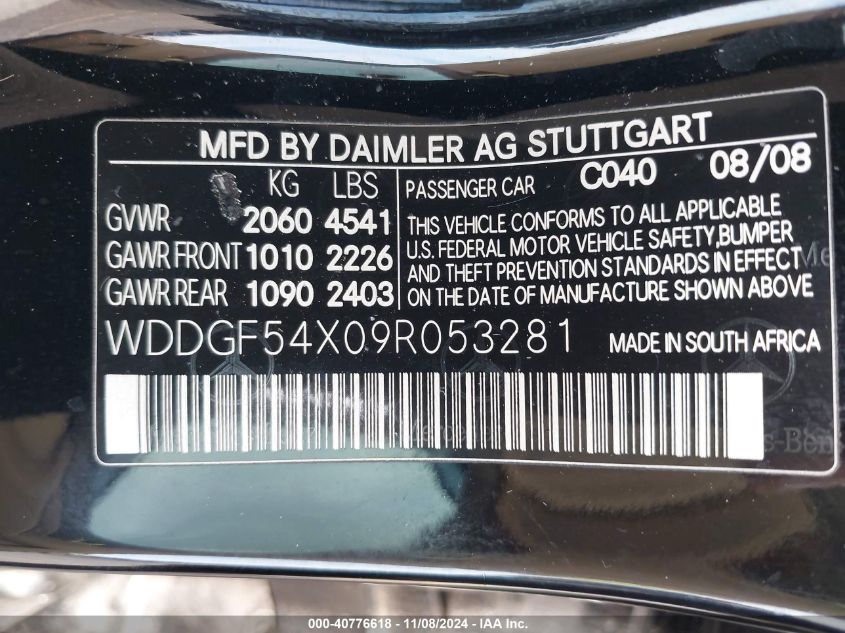 MFD BY DAIMLER AG STUTTGART
KG LBS PASSENGER CAR C040 08/08
GVWR 2060 4541 THIS VEHICLE CONFORMS TO ALL APPLICABLE
GAWR FRONT 1010 2226 U.S. FEDERAL MOTOR VEHICLE SAFETY, BUMPER
AND THEFT PREVENTION STANDARDS IN EFFECT
GAWR REAR 1090 2403 ON THE DATE OF MANUFACTURE SHOWN ABOVE
WDDGF54X09R053281 MADE IN SOUTH AFRICA
000-40776618 - 11/08/2024 - IAA Inc.